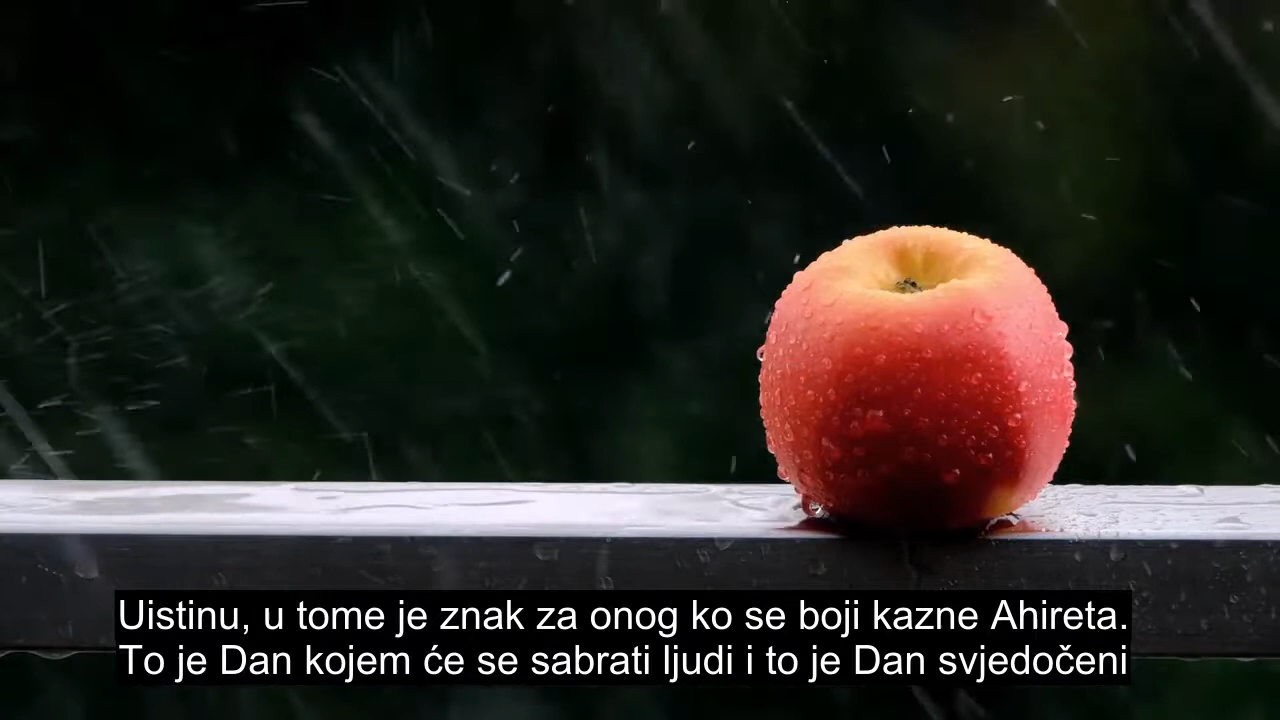 Uistinu, u tome je znak za onog ko se boji kazne Ahireta.
To je Dan kojem će se sabrati ljudi i to je Dan svjedočeni